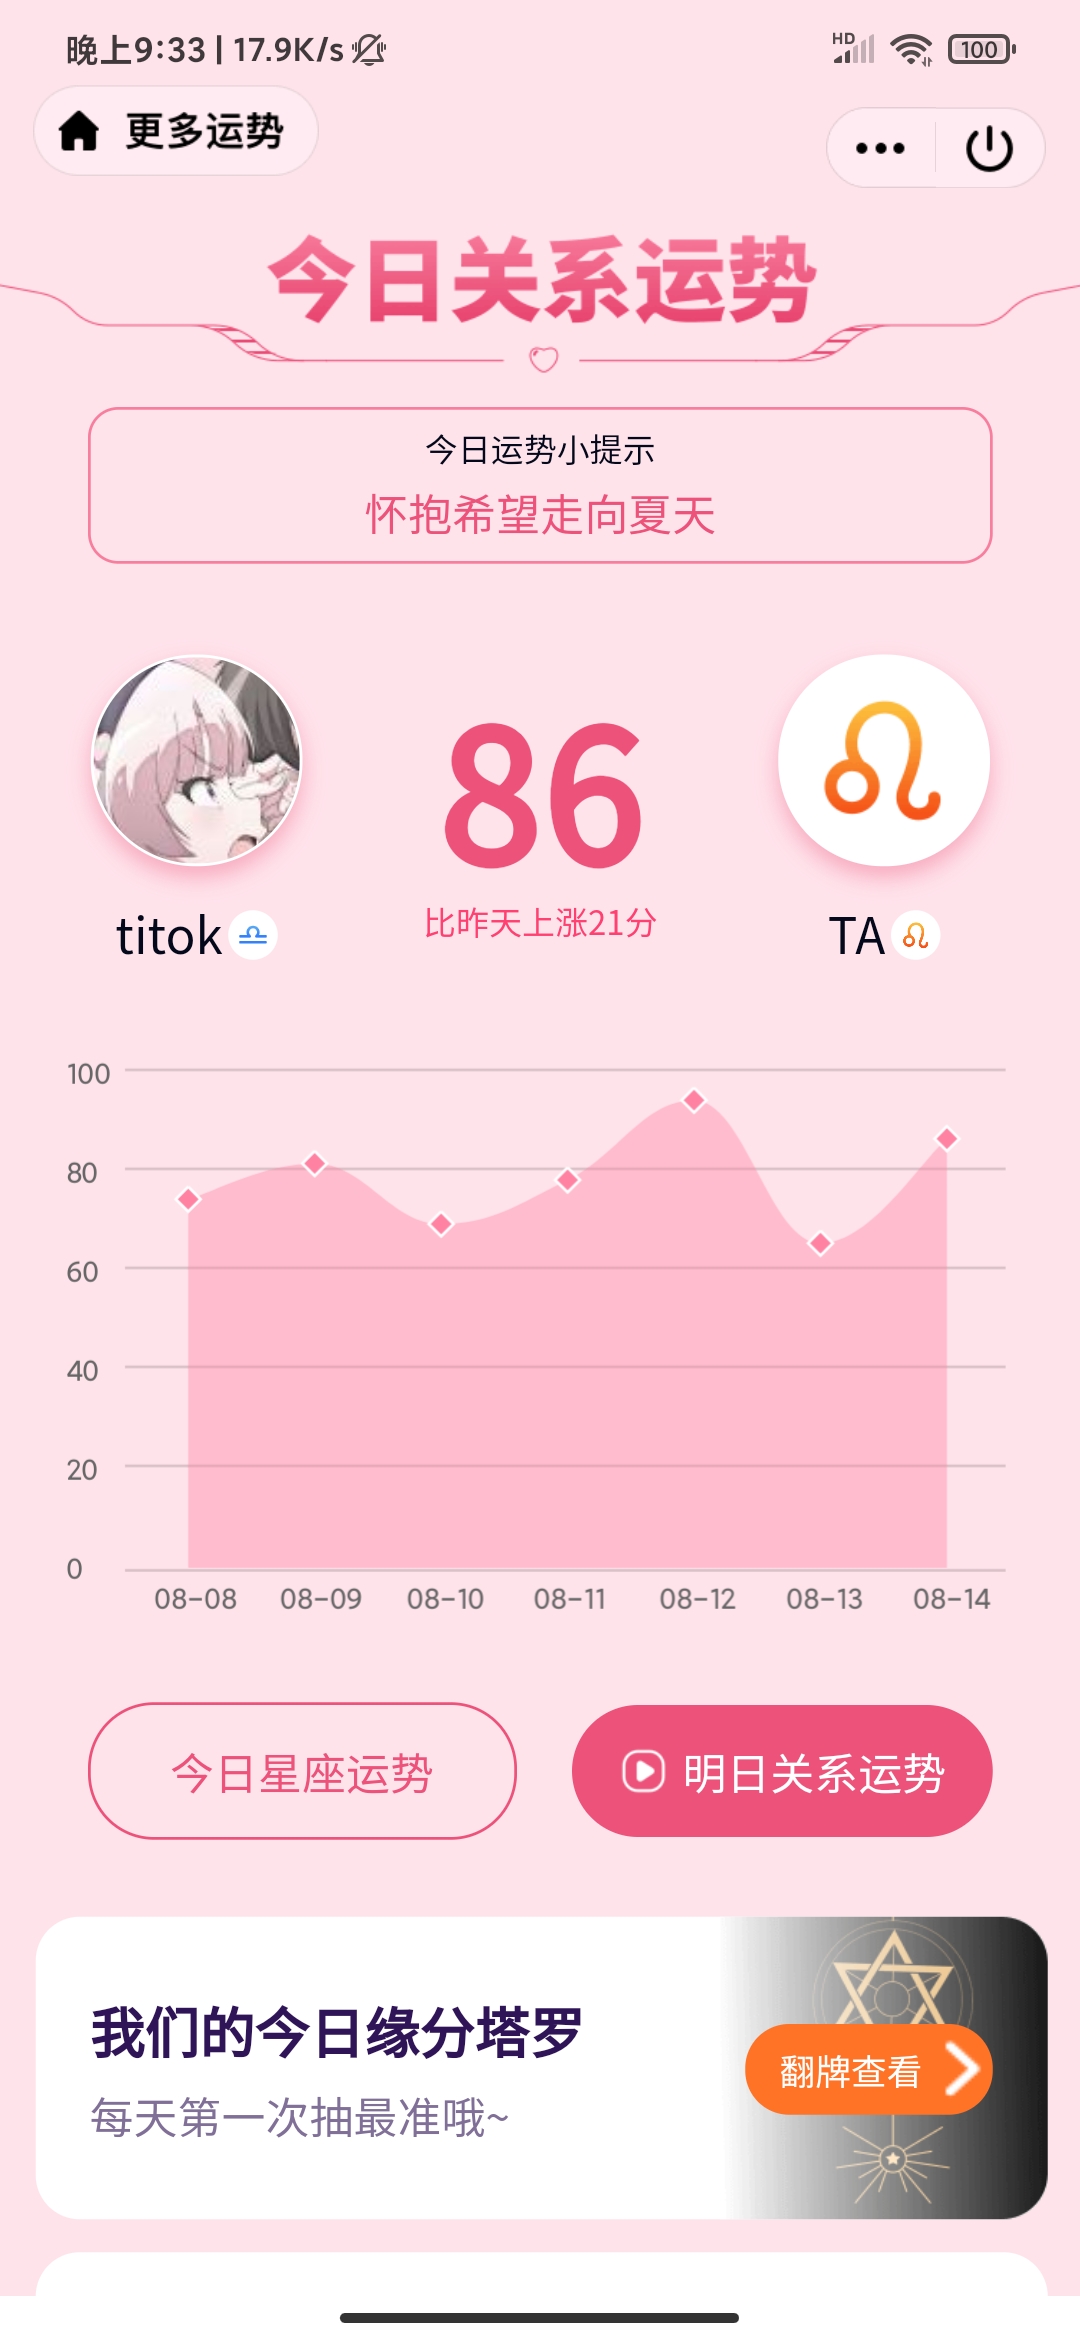 晚上9:33 | 17.9K/s
HD
100
更多运势
今日关系运势
今日运势小提示
怀抱希望走向夏天
86
比昨天上涨21分
titok
TA
100
80
60
40
20
0
08-08 08-09 08-10 08-11 08-12 08-13 08-14
今日星座运势
明日关系运势
我们的今日缘分塔罗
每天第一次抽最准哦~
翻牌查看